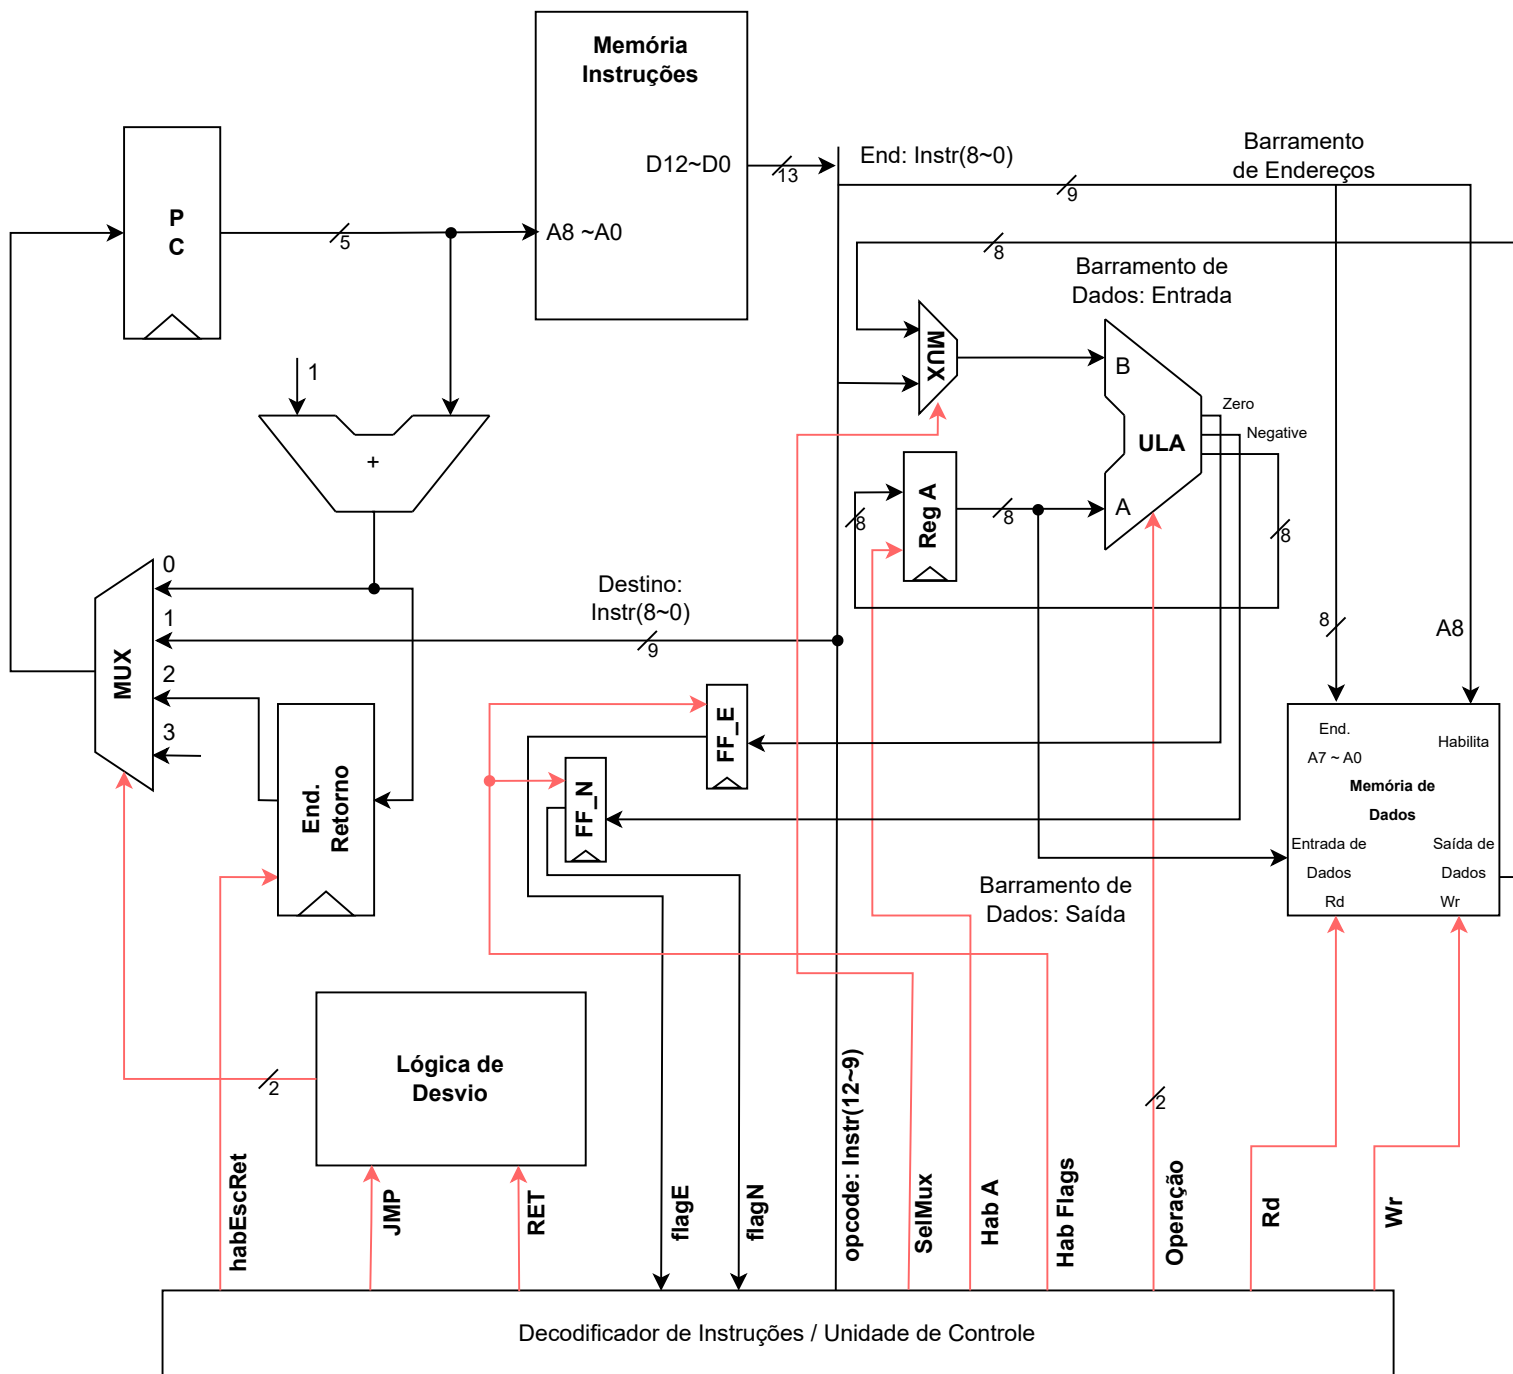 Memória
Instruções
D12~D0
13
A8 ~A0
P
C
5
End: Instr(8~0)
Barramento
de Endereços
9
8
Barramento de
Dados: Entrada
MUX
B
ULA
A
Zero
Negative
1
+
Reg A
8
8
8
0
1
2
3
MUX
Destino:
Instr(8~0)
9
8
A8
End.
Retorno
FF_E
FF_N
End.
A7 ~ A0
Habilita
Memória de
Dados
Entrada de
Dados
Saída de
Dados
Rd
Wr
Barramento de
Dados: Saída
Lógica de
Desvio
2
2
habEscRet
JMP
RET
flagE
flagN
opcode: Instr(12~9)
SelMux
Hab A
Hab Flags
Operação
Rd
Wr
Decodificador de Instruções / Unidade de Controle